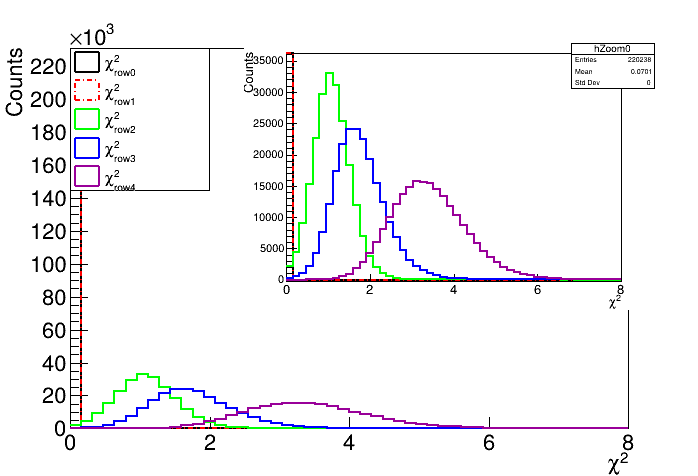 ×10³
Counts
220
200
180
160
140
120
100
80
60
40
20
0
0 2 4 6 8
χ²
χ²row0
χ²row1
χ²row2
χ²row3
χ²row4
Counts
35000
30000
25000
20000
15000
10000
5000
0
0 2 4 6 8
χ²
hZoom0
Entries 220238
Mean 0.0701
Std Dev 0